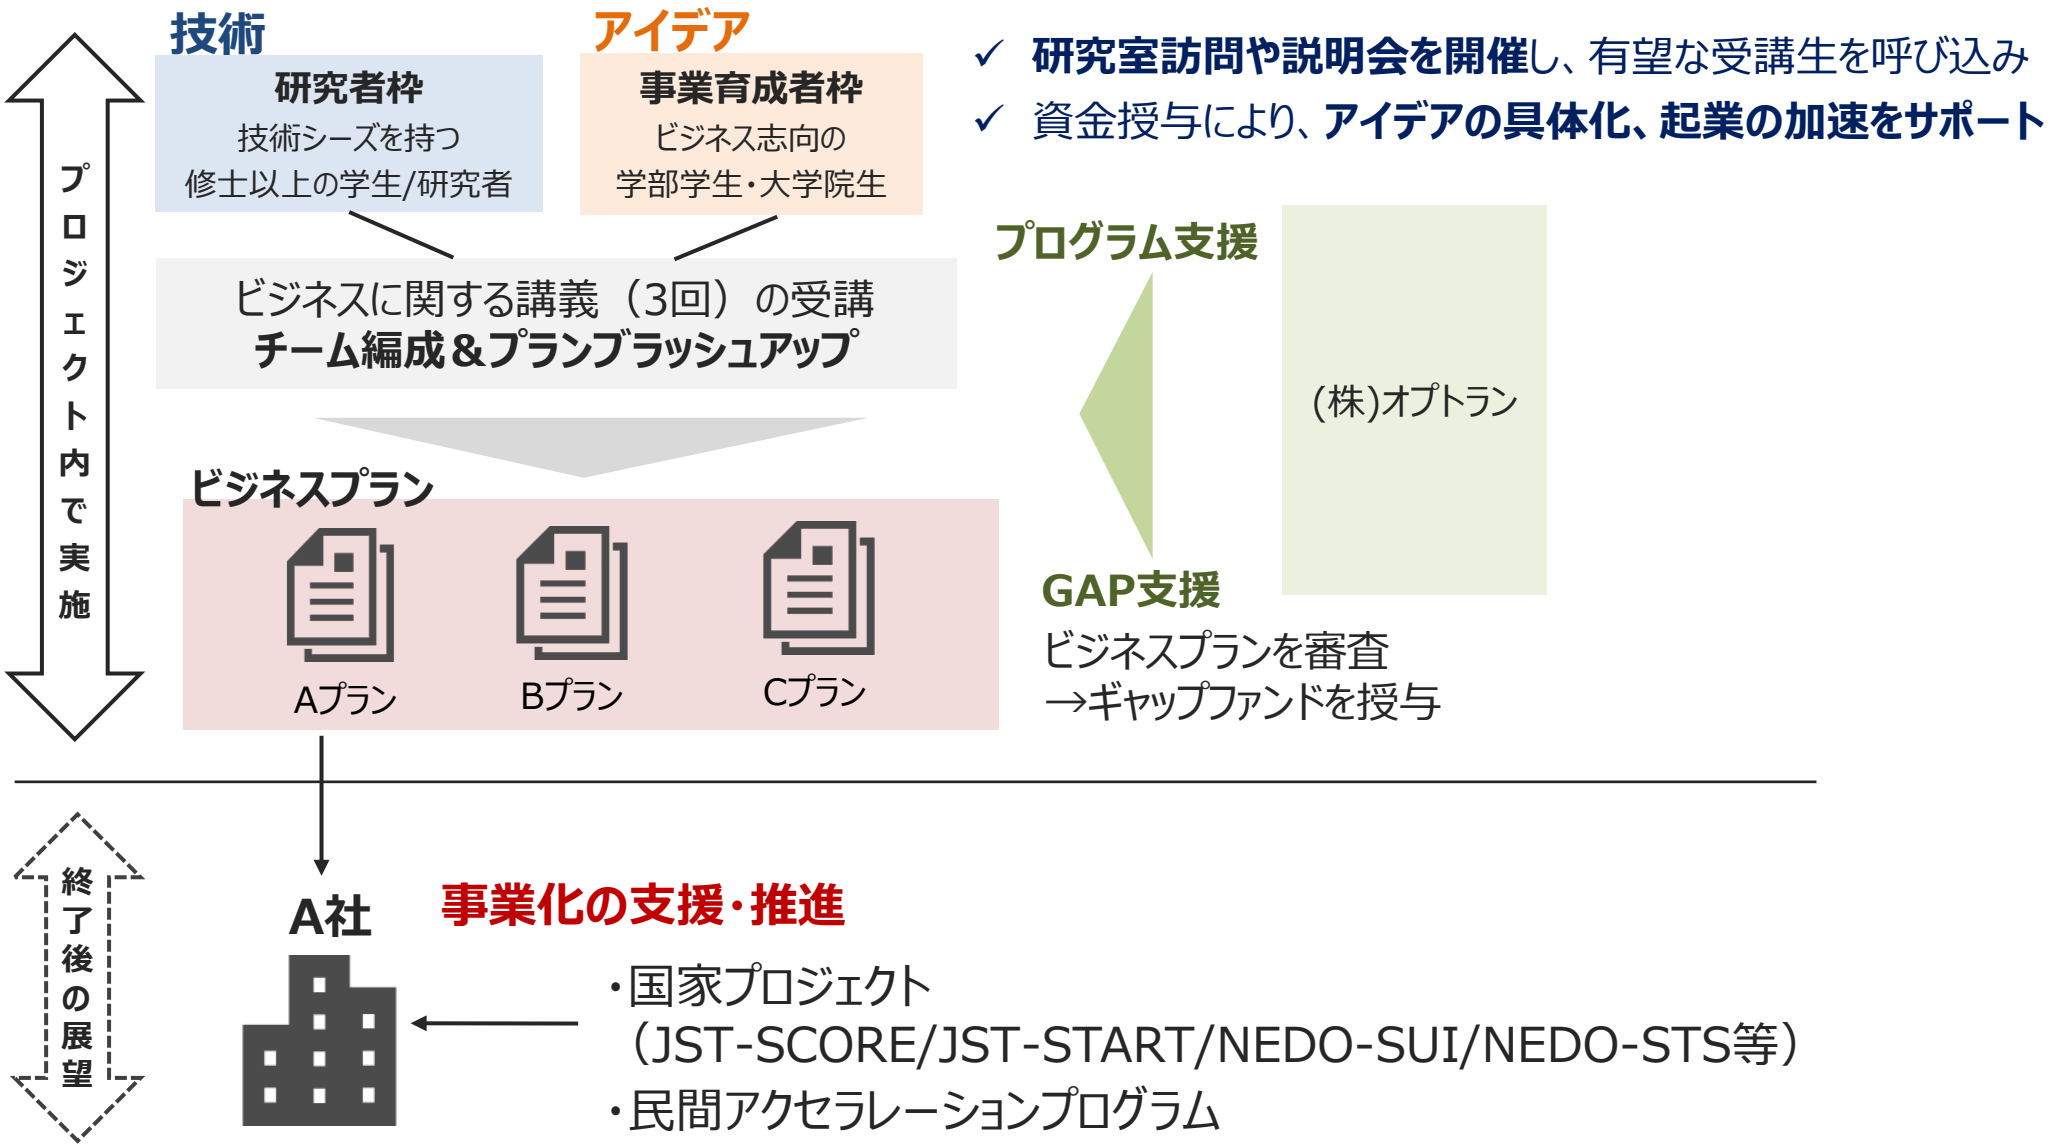 技術
アイデア
研究者枠
技術シーズを持つ
修士以上の学生/研究者
事業育成者枠
ビジネス志向の
学部学生・大学院生
✓ 研究室訪問や説明会を開催し、有望な受講生を呼び込み
✓ 資金授与により、アイデアの具体化、起業の加速をサポート
プロジェクト内で実施
ビジネスに関する講義（3回）の受講
チーム編成＆プランブラッシュアップ
プログラム支援
(株)オプトラン
ビジネスプラン
Aプラン
Bプラン
Cプラン
GAP支援
ビジネスプランを審査
→ギャップファンドを授与
終了後の展望
A社
事業化の支援・推進
・国家プロジェクト
（JST-SCORE/JST-START/NEDO-SUI/NEDO-STS等）
・民間アクセラレーションプログラム